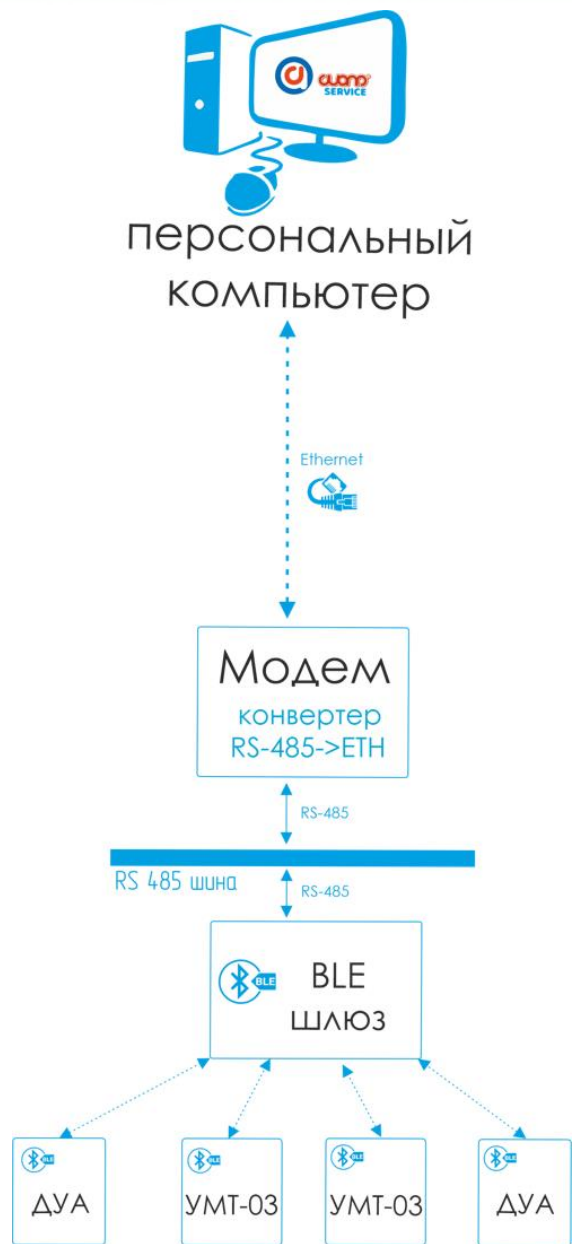 диапс
SERVICE
персональный
компьютер
Ethernet
Модем
конвертер
RS-485->ETH
RS-485
RS 485 шина
RS-485
BLE
BLE
шлюз
BLE
BLE
BLE
BLE
ДУА
УМТ-03
УМТ-03
ДУА